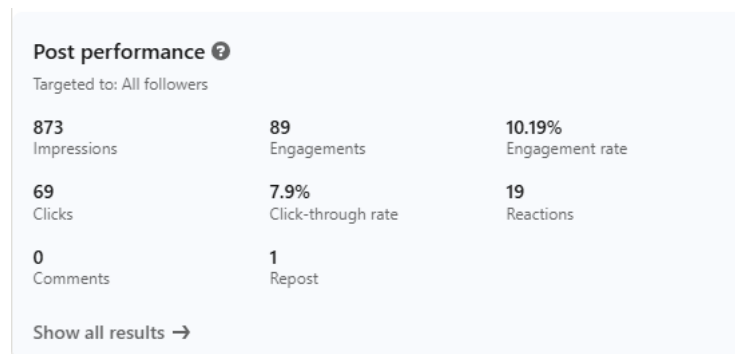 Post performance ?
Targeted to: All followers
873 89 10.19%
Impressions Engagements Engagement rate
69 7.9% 19
Clicks Click-through rate Reactions
0 1
Comments Repost
Show all results →